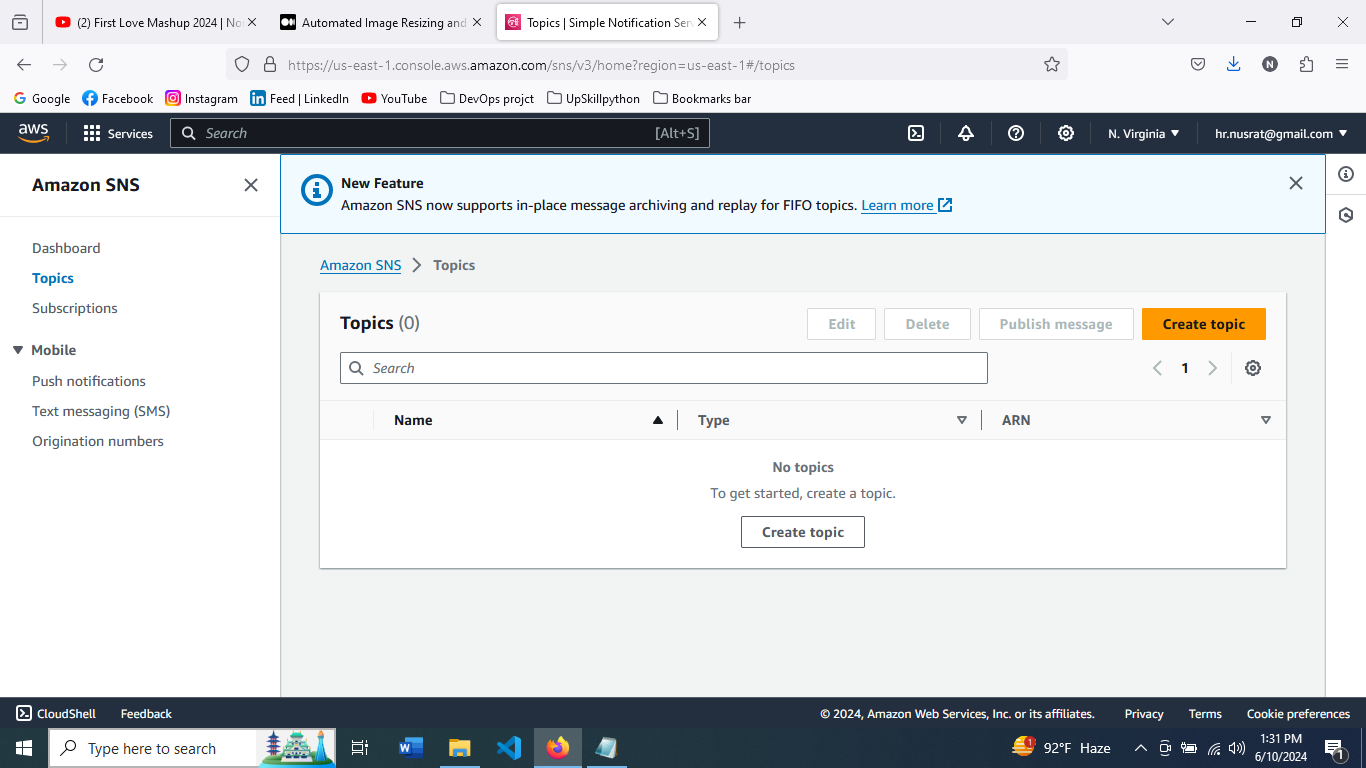 (2) First Love Mashup 2024 | No
Automated Image Resizing and
Topics | Simple Notification Ser
https://us-east-1.console.aws.amazon.com/sns/v3/home?region=us-east-1#/topics
N
Google
Facebook
Instagram
Feed | LinkedIn
YouTube
DevOps projct
UpSkillpython
Bookmarks bar
aws
Services
Search
[Alt+S]
N. Virginia
hr.nusrat@gmail.com
Amazon SNS
Dashboard
Topics
Subscriptions
Mobile
Push notifications
Text messaging (SMS)
Origination numbers
New Feature
Amazon SNS now supports in-place message archiving and replay for FIFO topics. Learn more
Amazon SNS
Topics
Topics (0)
Edit
Delete
Publish message
Create topic
Search
1
Name
Type
ARN
No topics
To get started, create a topic.
Create topic
CloudShell
Feedback
© 2024, Amazon Web Services, Inc. or its affiliates.
Privacy
Terms
Cookie preferences
Type here to search
1
92°F Haze
1:31 PM
6/10/2024
1